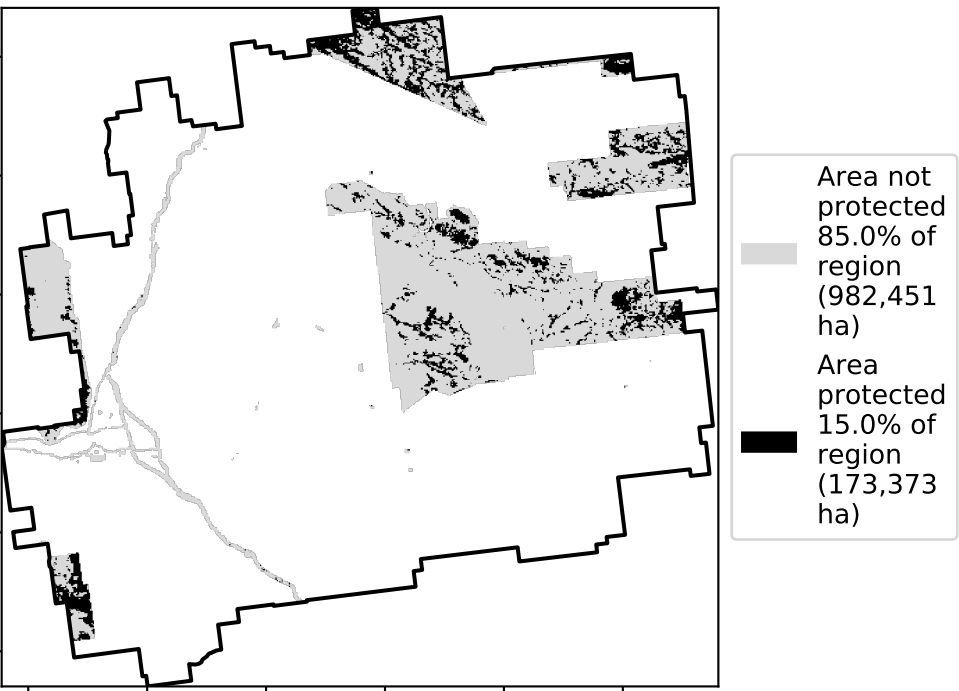 Area not
protected
85.0% of
region
(982,451
ha)
Area
protected
15.0% of
region
(173,373
ha)